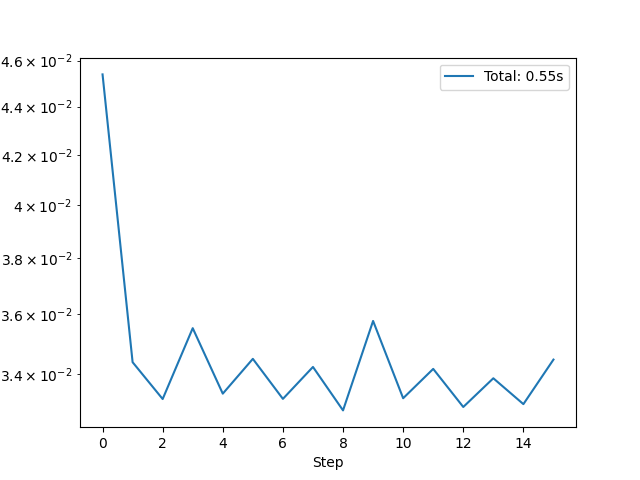 4.6 × 10⁻²
Total: 0.55s
4.4 × 10⁻²
4.2 × 10⁻²
4 × 10⁻²
3.8 × 10⁻²
3.6 × 10⁻²
3.4 × 10⁻²
0 2 4 6 8 10 12 14
Step